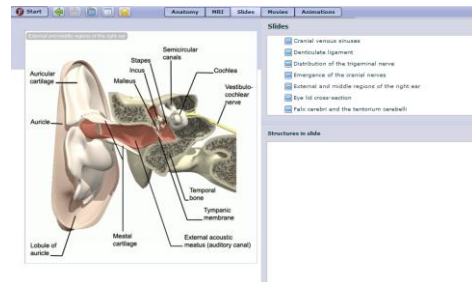 Start
Anatomy
MRI
Slides
Movies
Animations
External and middle regions of the right ear
Semicircular
canals
Stapes
Incus
Malleus
Cochlea
Auricular
cartilage
Vestibulo-
cochlear
nerve
Auricle
Temporal
bone
Tympanic
membrane
Meatal
cartilage
External acoustic
meatus (auditory canal)
Lobule of
auricle
Slides
Cranial venous sinuses
Denticulate ligament
Distribution of the trigeminal nerve
Emergence of the cranial nerves
External and middle regions of the right ear
Eye lid cross-section
Falx cerebri and the tentorium cerebelli
Structures in slide